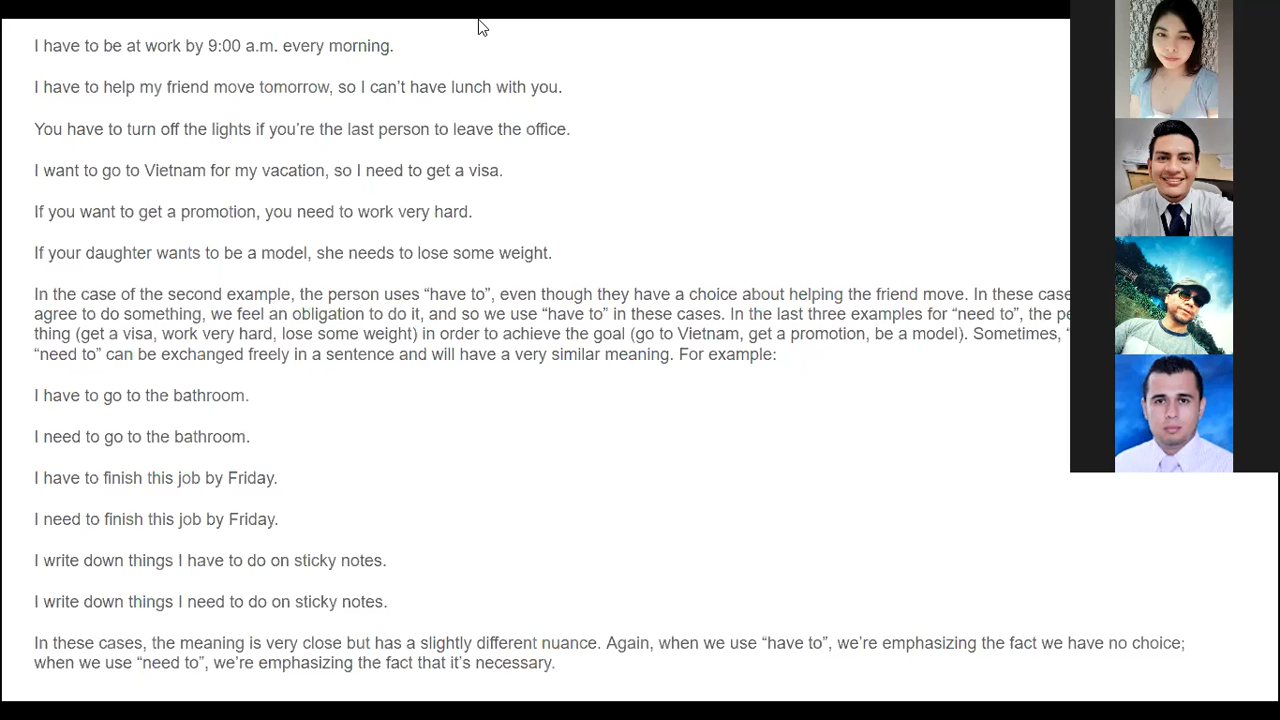 I have to be at work by 9:00 a.m. every morning.
I have to help my friend move tomorrow, so I can’t have lunch with you.
You have to turn off the lights if you’re the last person to leave the office.
I want to go to Vietnam for my vacation, so I need to get a visa.
If you want to get a promotion, you need to work very hard.
If your daughter wants to be a model, she needs to lose some weight.
In the case of the second example, the person uses “have to”, even though they have a choice about helping the friend move. In these
agree to do something, we feel an obligation to do it, and so we use “have to” in these cases. In the last three examples for “need to”, the
thing (get a visa, work very hard, lose some weight) in order to achieve the goal (go to Vietnam, get a promotion, be a model). Sometimes,
“need to” can be exchanged freely in a sentence and will have a very similar meaning. For example:
I have to go to the bathroom.
I need to go to the bathroom.
I have to finish this job by Friday.
I need to finish this job by Friday.
I write down things I have to do on sticky notes.
I write down things I need to do on sticky notes.
In these cases, the meaning is very close but has a slightly different nuance. Again, when we use “have to”, we’re emphasizing the fact we have no choice;
when we use “need to”, we’re emphasizing the fact that it’s necessary.